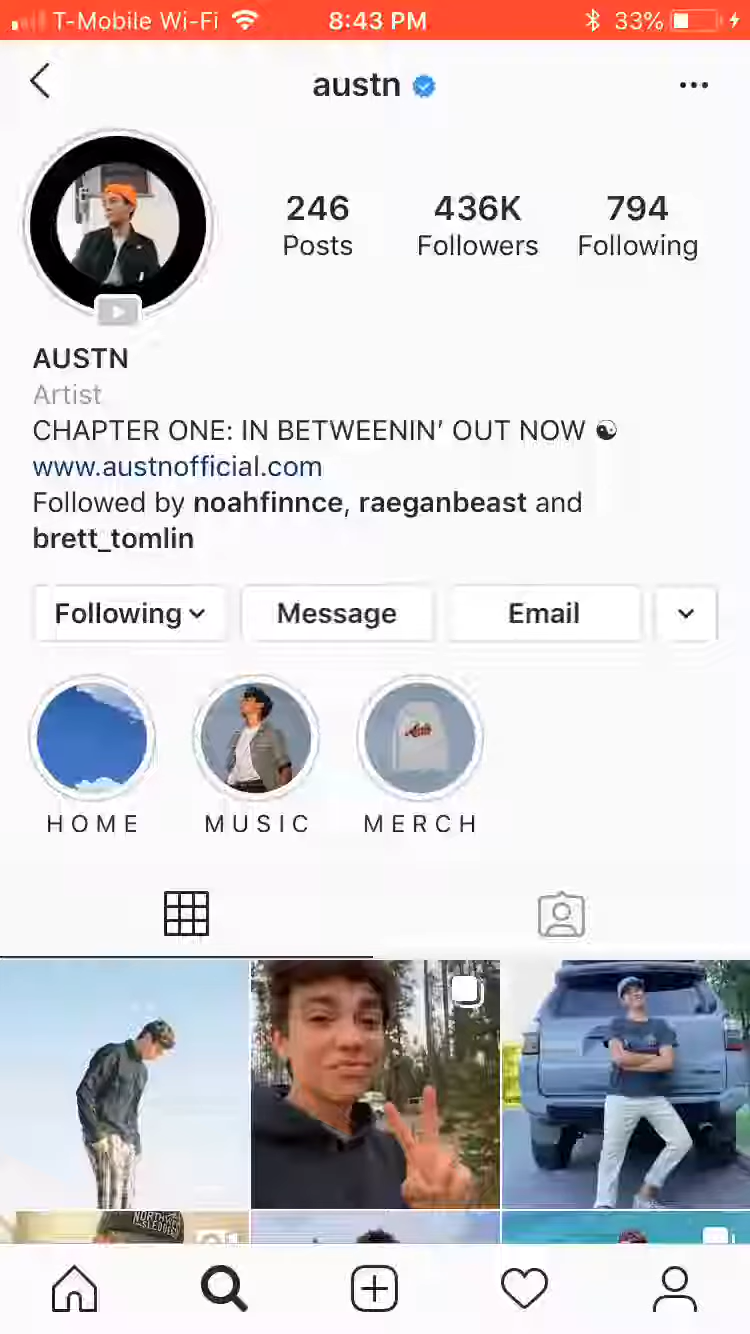 T-Mobile Wi-Fi 8:43 PM 33%
austn
246 436K 794
Posts Followers Following
AUSTN
Artist
CHAPTER ONE: IN BETWEENIN’ OUT NOW ☯
www.austnofficial.com
Followed by noahfinnce, raeganbeast and
brett_tomlin
Following Message Email
HOME MUSIC MERCH